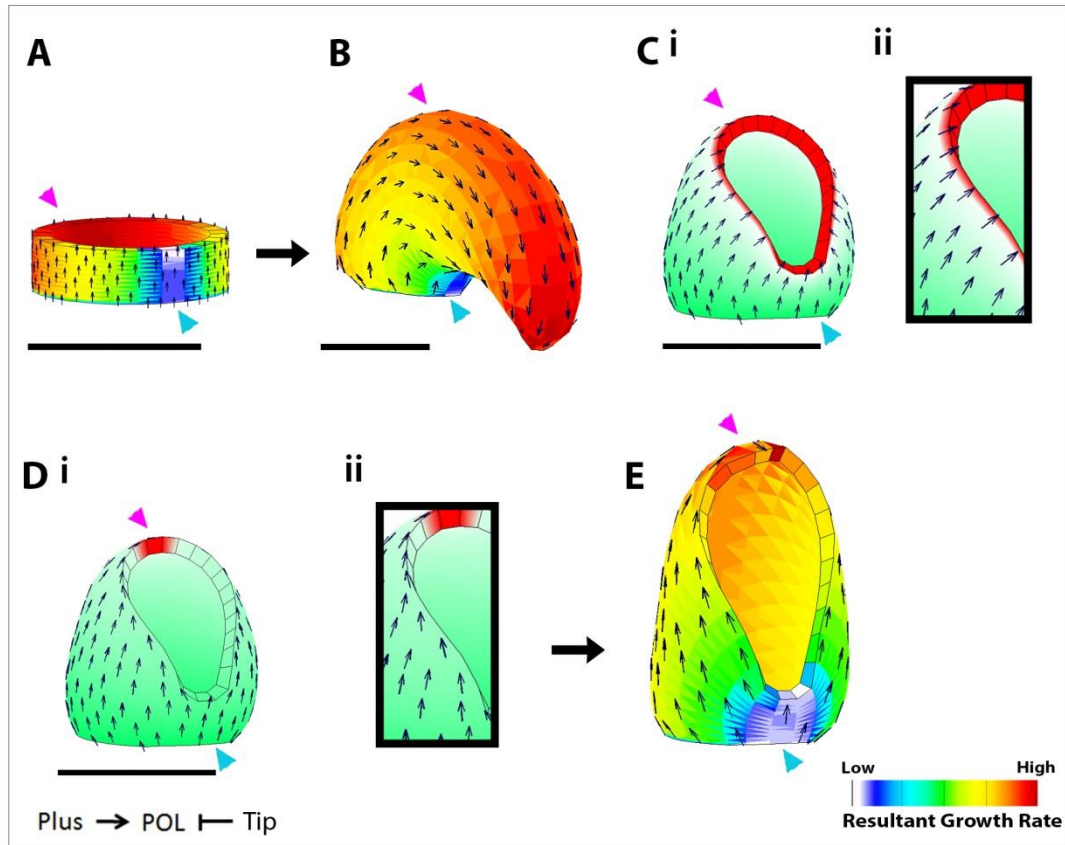 A
B
C i
ii
D i
ii
E
Low High
Resultant Growth Rate
Plus → POL ⊢ Tip